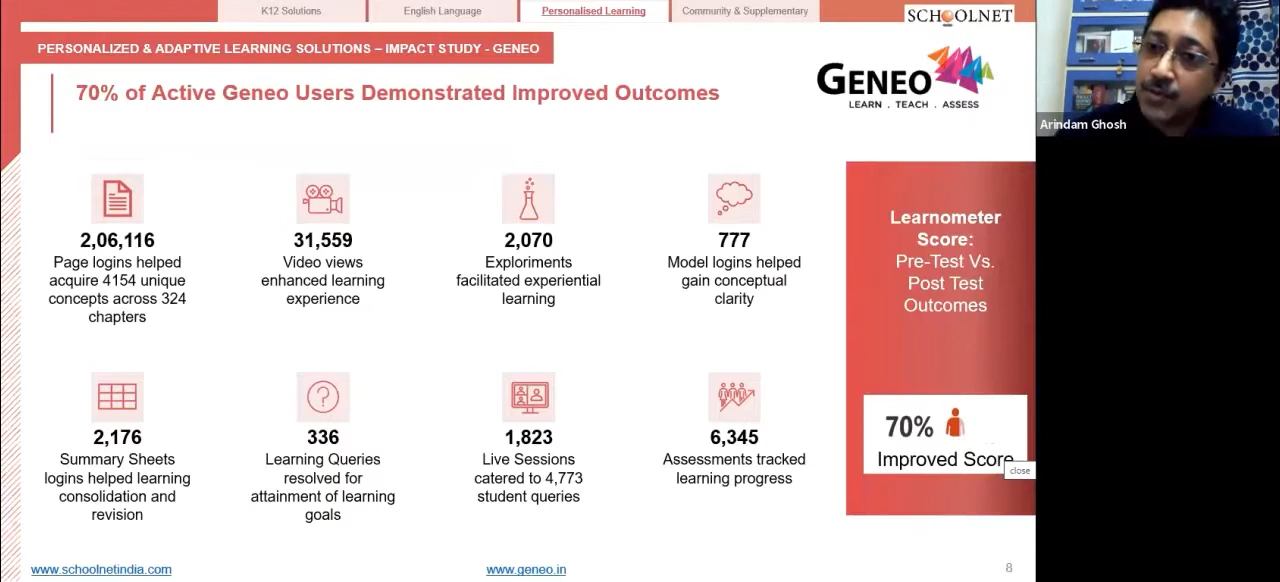 K12 Solutions
English Language
Personalised Learning
Community & Supplementary
SCHOOLNET
PERSONALIZED & ADAPTIVE LEARNING SOLUTIONS – IMPACT STUDY - GENEO
70% of Active Geneo Users Demonstrated Improved Outcomes
GENEO
LEARN . TEACH . ASSESS
Arindam Ghosh
2,06,116
Page logins helped
acquire 4154 unique
concepts across 324
chapters
31,559
Video views
enhanced learning
experience
2,070
Exploriments
facilitated experiential
learning
777
Model logins helped
gain conceptual
clarity
2,176
Summary Sheets
logins helped learning
consolidation and
revision
336
Learning Queries
resolved for
attainment of learning
goals
1,823
Live Sessions
catered to 4,773
student queries
6,345
Assessments tracked
learning progress
Learnometer
Score:
Pre-Test Vs.
Post Test
Outcomes
70%
Improved Score
close
www.schoolnetindia.com
www.geneo.in
8